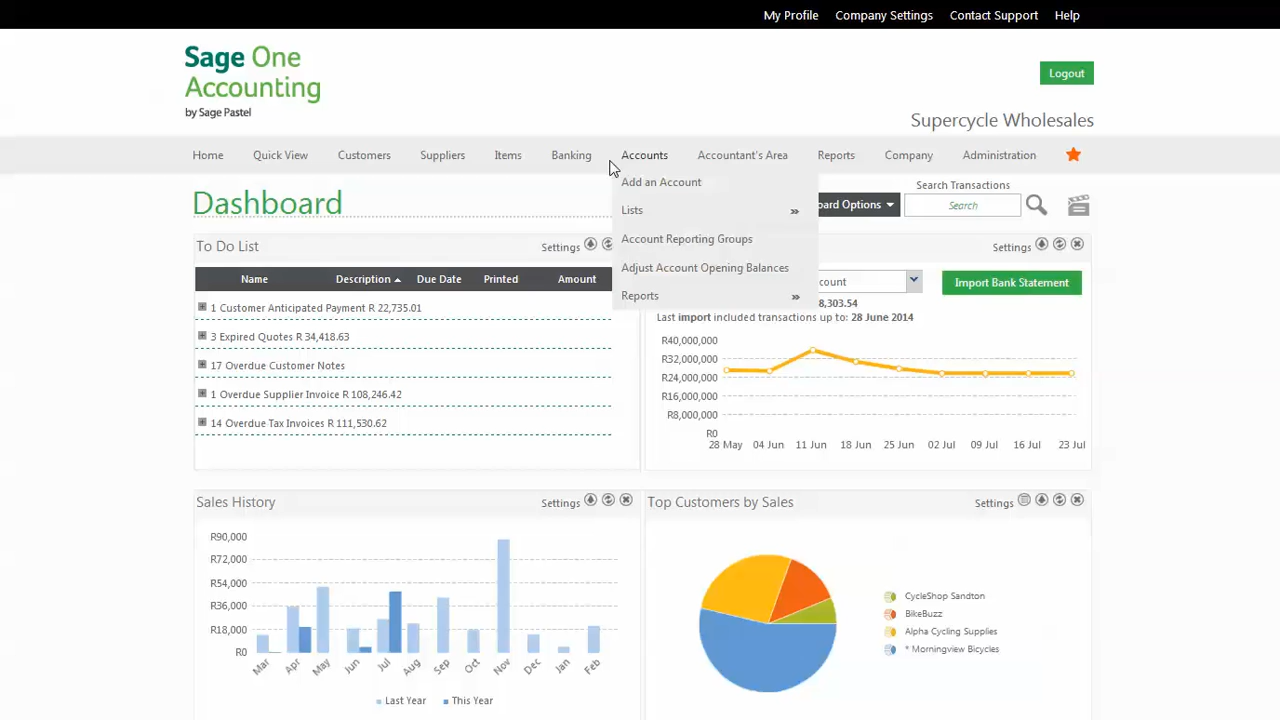 My Profile Company Settings Contact Support Help
Sage One
Accounting
by Sage Pastel
Logout
Supercycle Wholesales
Home Quick View Customers Suppliers Items Banking Accounts Accountant's Area Reports Company Administration
Add an Account
Lists »
Account Reporting Groups
Adjust Account Opening Balances
Reports »
Dashboard
board Options
Search Transactions
Search
To Do List Settings
Name Description Due Date Printed Amount
1 Customer Anticipated Payment R 22,735.01
3 Expired Quotes R 34,418.63
17 Overdue Customer Notes
1 Overdue Supplier Invoice R 108,246.42
14 Overdue Tax Invoices R 111,530.62
Settings
count
Import Bank Statement
8,303.54
Last import included transactions up to: 28 June 2014
R40,000,000
R32,000,000
R24,000,000
R16,000,000
R8,000,000
R0
28 May 04 Jun 11 Jun 18 Jun 25 Jun 02 Jul 09 Jul 16 Jul 23 Jul
Sales History Settings
R90,000
R72,000
R54,000
R36,000
R18,000
R0
Mar Apr May Jun Jul Aug Sep Oct Nov Dec Jan Feb
Last Year This Year
Top Customers by Sales Settings
CycleShop Sandton
BikeBuzz
Alpha Cycling Supplies
* Morningview Bicycles